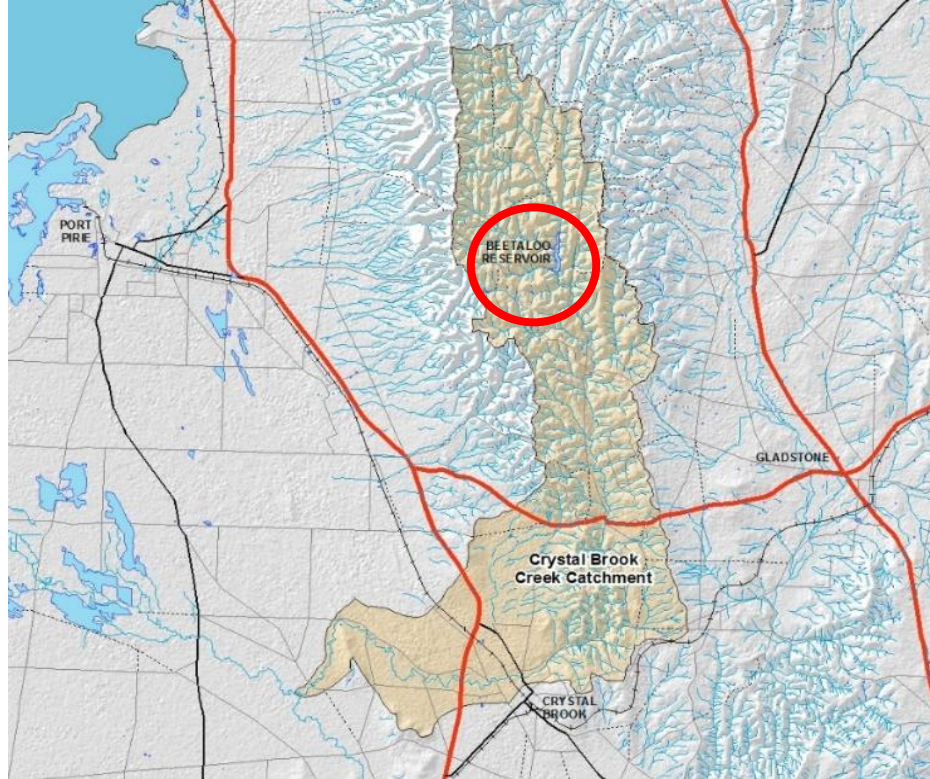 PORT
PIRIE
BEETALOO
RESERVOIR
GLADSTONE
Crystal Brook
Creek Catchment
CRYSTAL
BROOK